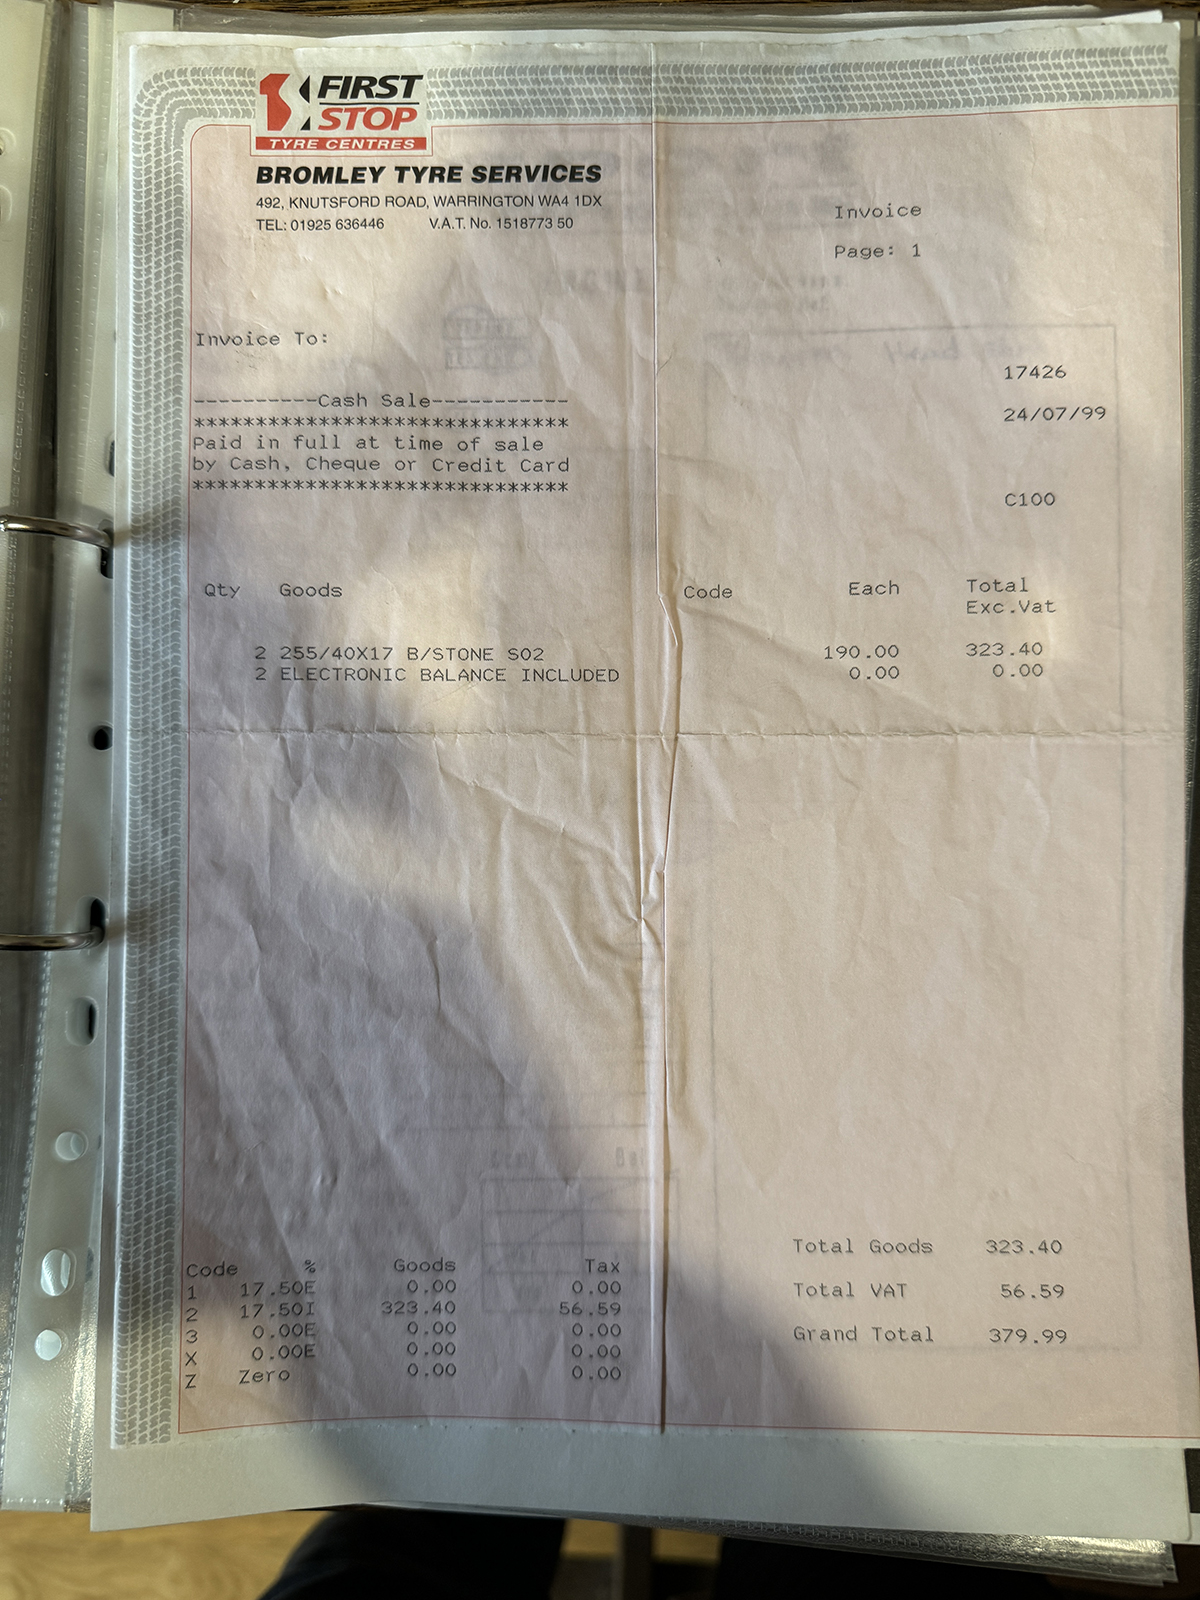 FIRST
STOP
TYRE CENTRES
BROMLEY TYRE SERVICES
492, KNUTSFORD ROAD, WARRINGTON WA4 1DX
TEL: 01925 636446 V.A.T. No. 1518773 50
Invoice
Page: 1
Invoice To:
17426
----------Cash Sale-----------
24/07/99
******************************
Paid in full at time of sale
by Cash, Cheque or Credit Card
******************************
C100
Qty Goods Code Each Total
Exc.Vat
2 255/40X17 B/STONE S02 190.00 323.40
2 ELECTRONIC BALANCE INCLUDED 0.00 0.00
Total Goods 323.40
Code % Goods Tax
1 17.50E 0.00 0.00
Total VAT 56.59
2 17.50I 323.40 56.59
3 0.00E 0.00 0.00
Grand Total 379.99
X 0.00E 0.00 0.00
Z Zero 0.00 0.00